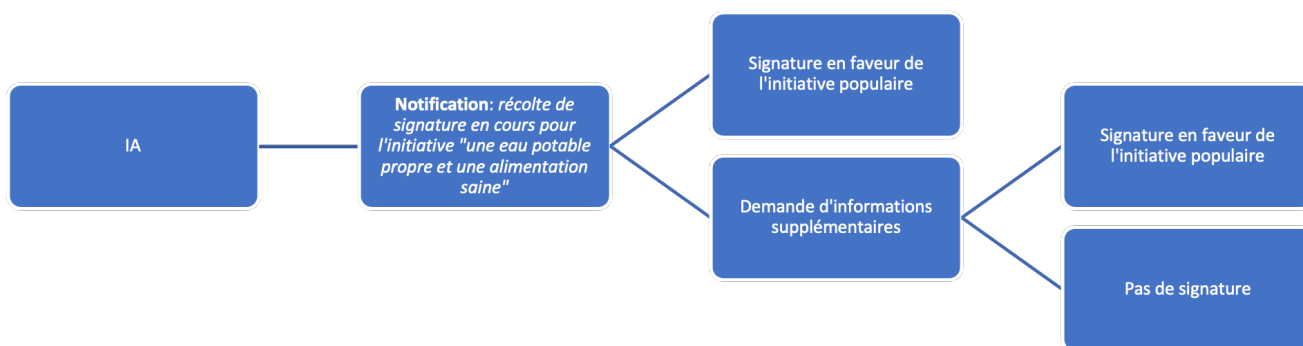 IA
Notification: récolte de
signature en cours pour
l'initiative "une eau potable
propre et une alimentation
saine"
Signature en faveur de
l'initiative populaire
Demande d'informations
supplémentaires
Signature en faveur de
l'initiative populaire
Pas de signature